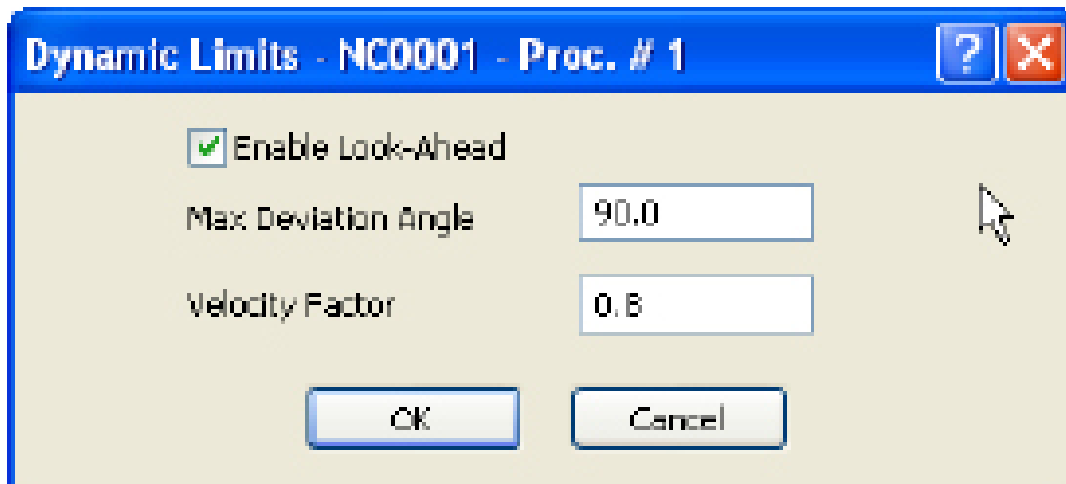 Dynamic Limits - NC0001 - Proc. # 1
Enable Look-Ahead
Max Deviation Angle 90.0
Velocity Factor 0.8
OK Cancel